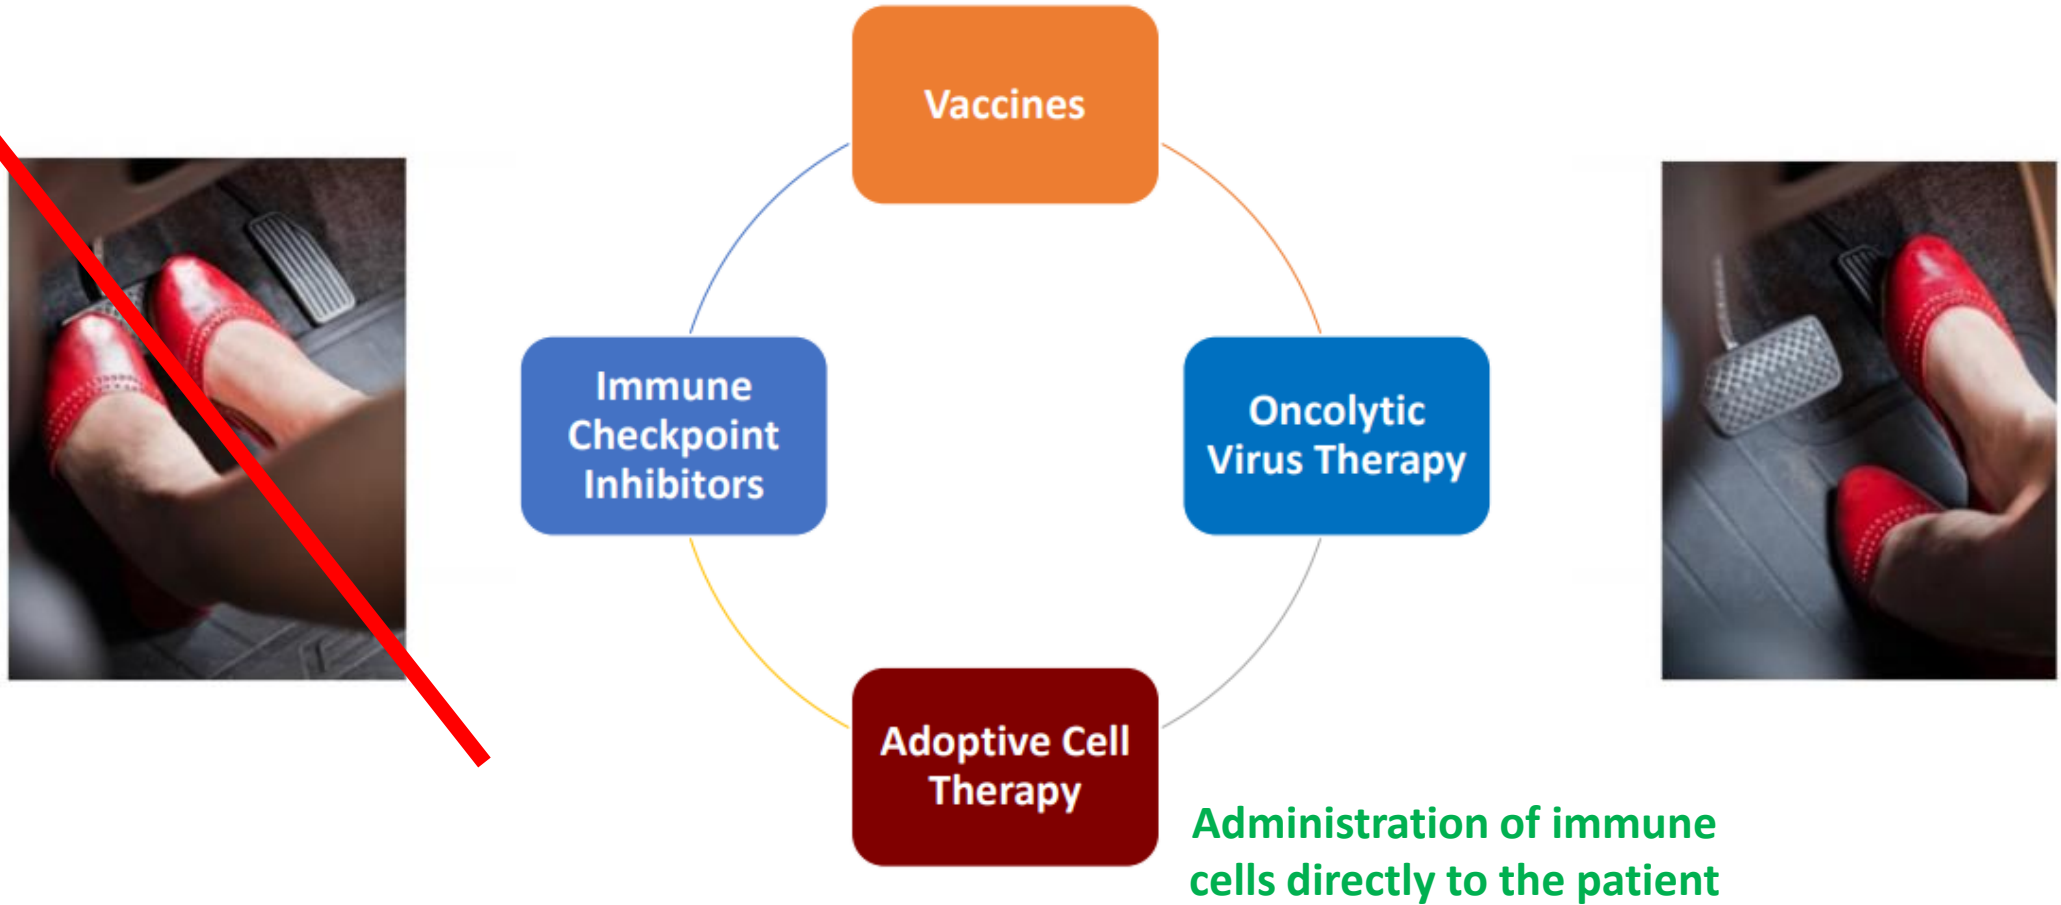 Vaccines
Immune
Checkpoint
Inhibitors
Oncolytic
Virus Therapy
Adoptive Cell
Therapy
Administration of immune
cells directly to the patient